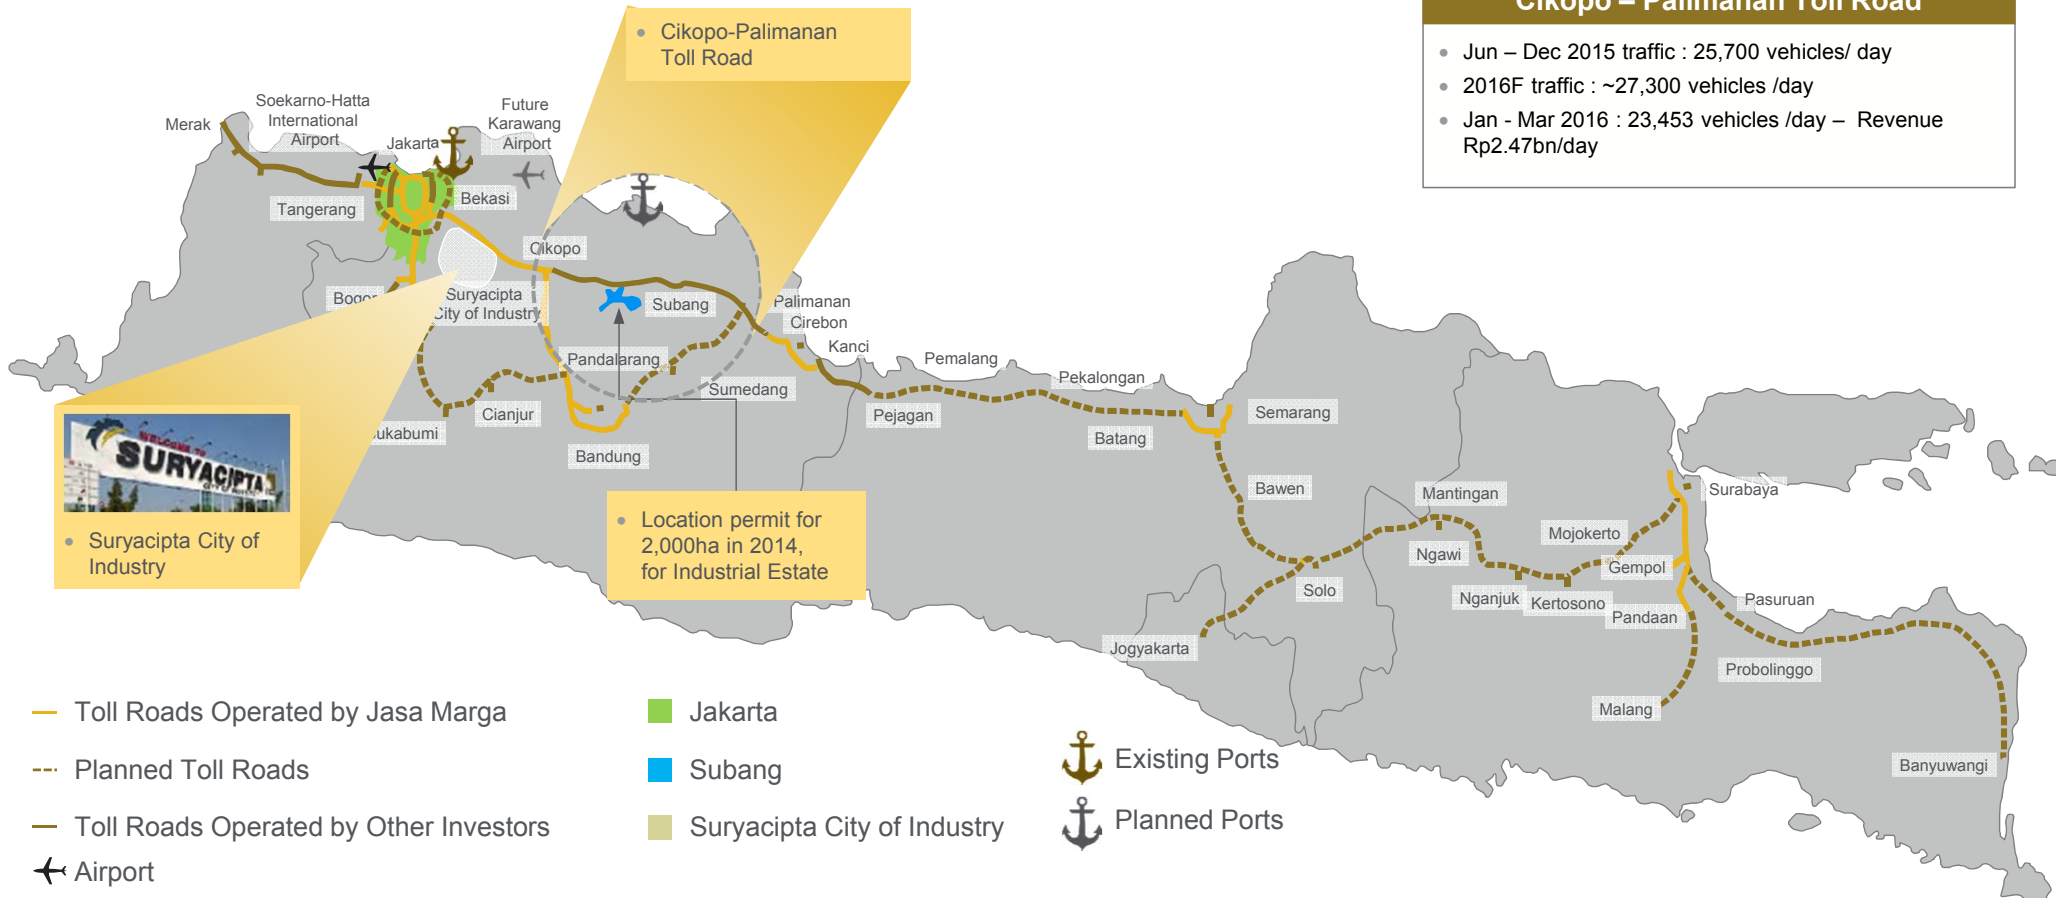 Cikopo – Palimanan Toll Road
Jun – Dec 2015 traffic : 25,700 vehicles/ day
2016F traffic : ~27,300 vehicles /day
Jan - Mar 2016 : 23,453 vehicles /day – Revenue
Rp2.47bn/day
Cikopo-Palimanan
Toll Road
Merak
Soekarno-Hatta
International
Airport
Jakarta
Future
Karawang
Airport
Tangerang
Bekasi
Cikopo
Bogor
Suryacipta
City of Industry
Subang
Palimanan
Cirebon
Kanci
Pandalarang
Sumedang
Pemalang
Pekalongan
Cianjur
Sukabumi
Bandung
Pejagan
Batang
Semarang
Bawen
Mantingan
Surabaya
Mojokerto
Ngawi
Gempol
Solo
Nganjuk
Kertosono
Pandaan
Pasuruan
Jogyakarta
Probolinggo
Malang
Banyuwangi
WELCOME TO
SURYACIPTA
Suryacipta City of
Industry
Location permit for
2,000ha in 2014,
for Industrial Estate
Toll Roads Operated by Jasa Marga
Planned Toll Roads
Toll Roads Operated by Other Investors
Airport
Jakarta
Subang
Suryacipta City of Industry
Existing Ports
Planned Ports